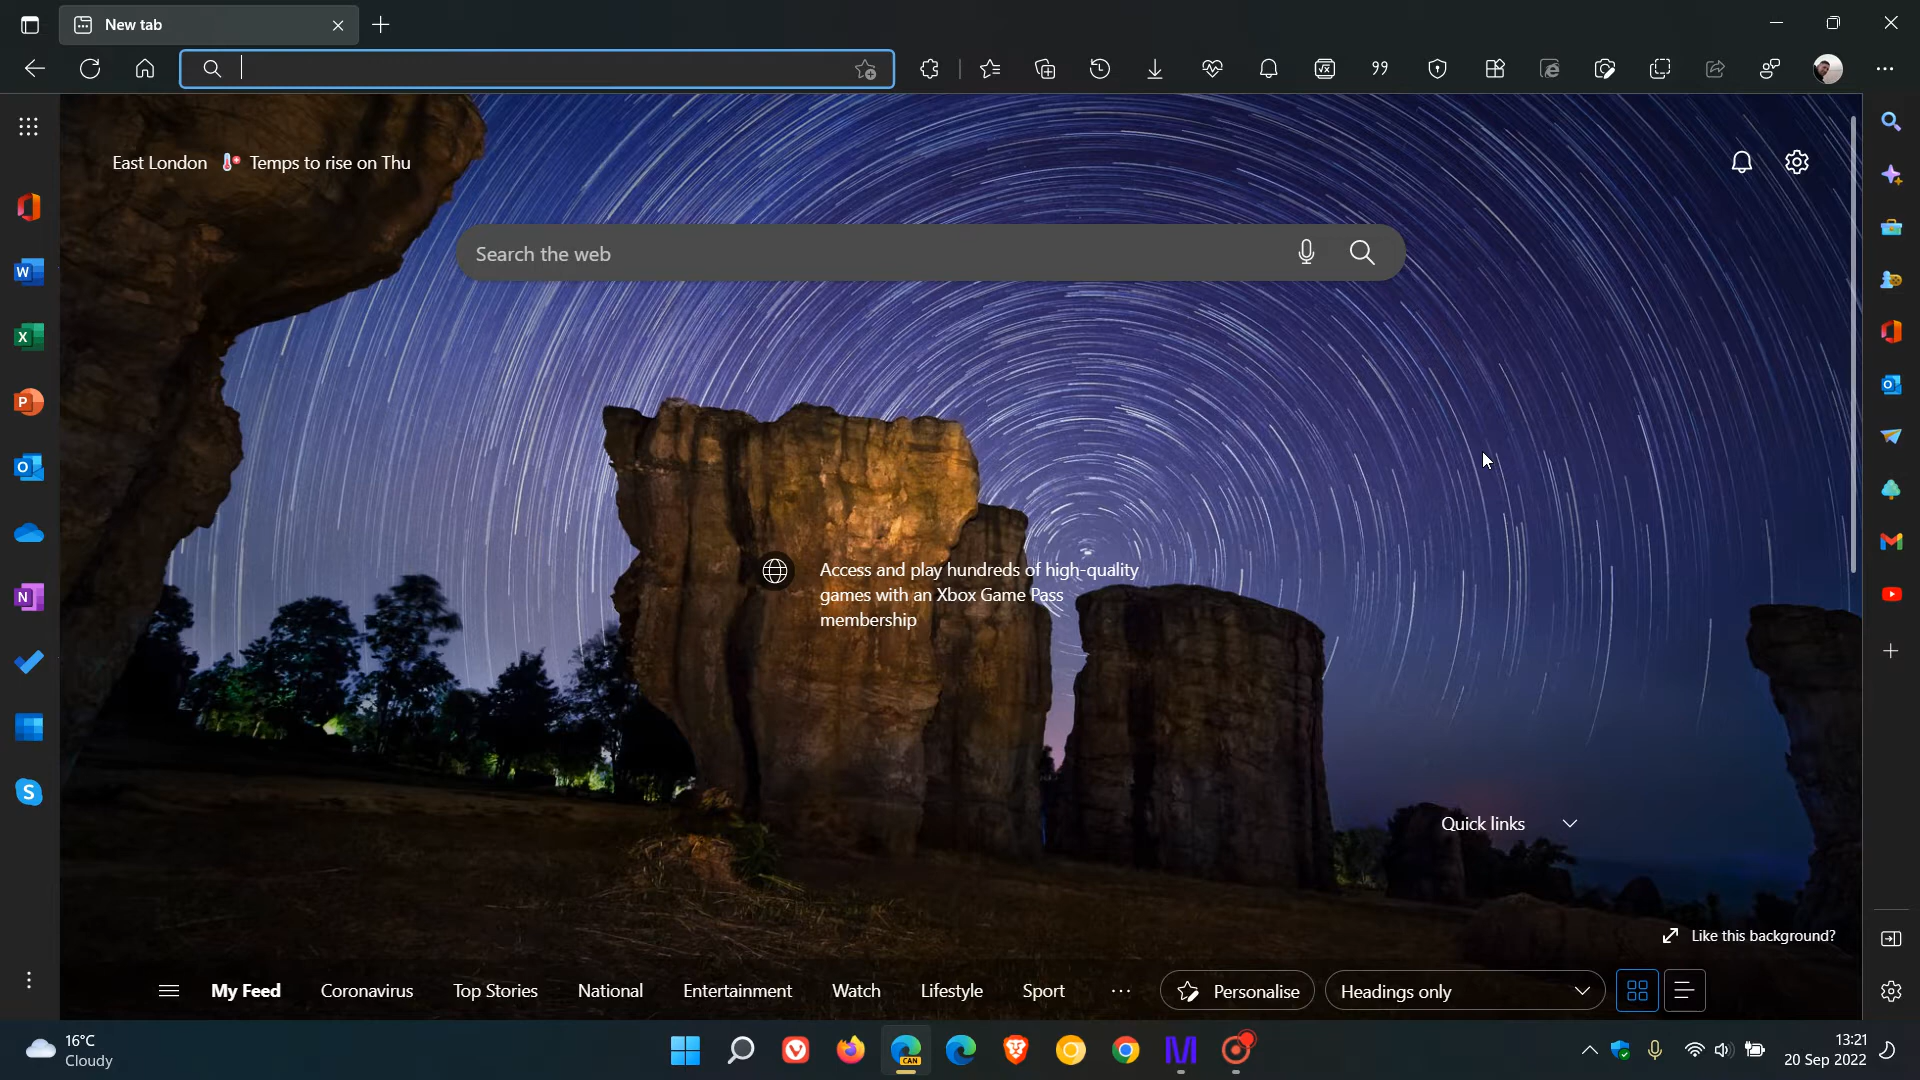 New tab
East London Temps to rise on Thu
Search the web
Access and play hundreds of high-quality
games with an Xbox Game Pass
membership
Quick links
Like this background?
My Feed Coronavirus Top Stories National Entertainment Watch Lifestyle Sport ... Personalise Headings only
16°C
Cloudy
CAN
13:21
20 Sep 2022